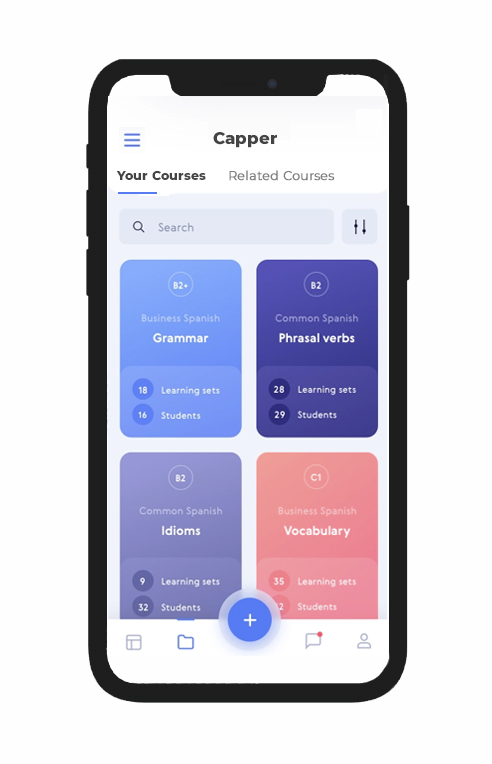 Capper
Your Courses Related Courses
Search
B2+
Business Spanish
Grammar
18 Learning sets
16 Students
B2
Common Spanish
Phrasal verbs
28 Learning sets
29 Students
B2
Common Spanish
Idioms
9 Learning sets
32 Students
C1
Business Spanish
Vocabulary
35 Learning sets
Students